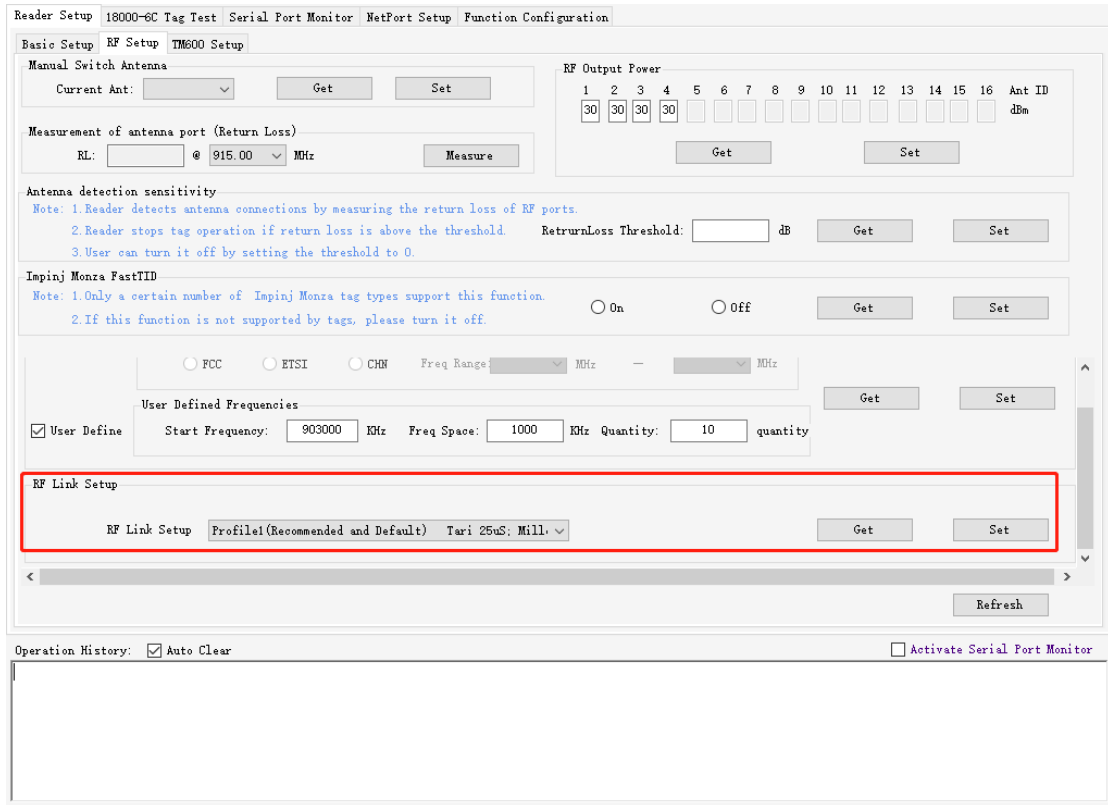 Reader Setup 18000-6C Tag Test Serial Port Monitor NetPort Setup Function Configuration
Basic Setup RF Setup TM600 Setup
Manual Switch Antenna
Current Ant: Get Set
RF Output Power
1 2 3 4 5 6 7 8 9 10 11 12 13 14 15 16 Ant ID
30 30 30 30 dBm
Get Set
Measurement of antenna port (Return Loss)
RL: @ 915.00 MHz Measure
Antenna detection sensitivity
Note: 1.Reader detects antenna connections by measuring the return loss of RF ports.
2.Reader stops tag operation if return loss is above the threshold. RetrurnLoss Threshold: dB Get Set
3.User can turn it off by setting the threshold to 0.
Impinj Monza FastTID
Note: 1.Only a certain number of Impinj Monza tag types support this function.
On Off Get Set
2.If this function is not supported by tags, please turn it off.
FCC ETSI CHN Freq Range: MHz — MHz
Get Set
User Defined Frequencies
User Define Start Frequency: 903000 KHz Freq Space: 1000 KHz Quantity: 10 quantity
RF Link Setup
RF Link Setup Profile1(Recommended and Default) Tari 25uS; Get Set
Refresh
Operation History: Auto Clear Activate Serial Port Monitor